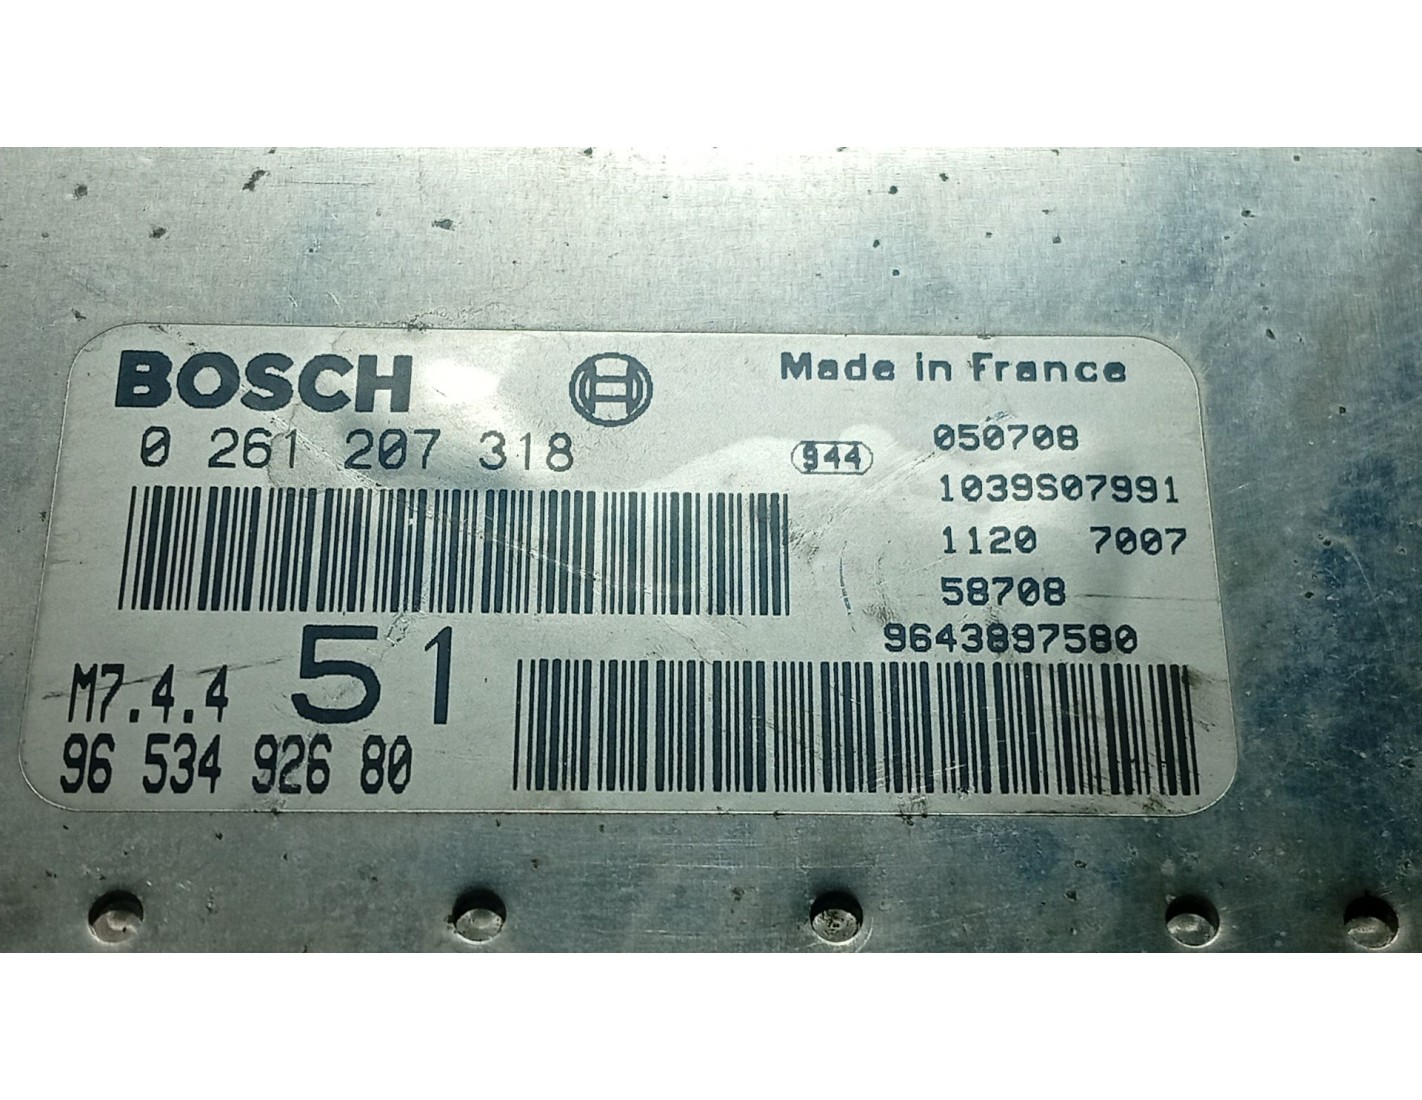 BOSCH
Made in France
0 261 207 318
944
050708
1039S07991
1120 7007
58708
9643897580
51
M7.4.4
96 534 926 80